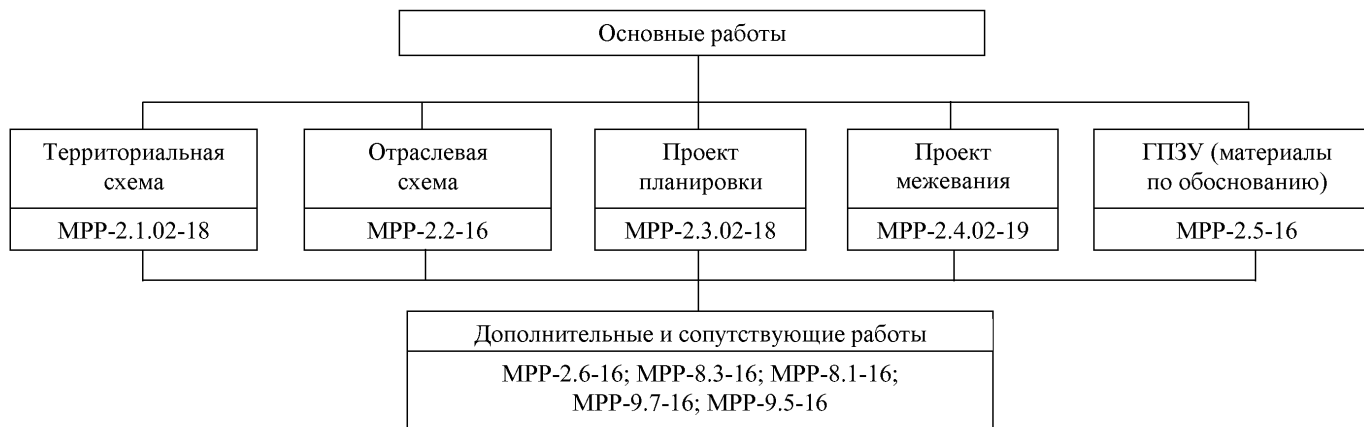 Основные работы
Территориальная
схема
МРР-2.1.02-18
Отраслевая
схема
МРР-2.2-16
Проект
планировки
МРР-2.3.02-18
Проект
межевания
МРР-2.4.02-19
ГПЗУ (материалы
по обоснованию)
МРР-2.5-16
Дополнительные и сопутствующие работы
МРР-2.6-16; МРР-8.3-16; МРР-8.1-16;
МРР-9.7-16; МРР-9.5-16